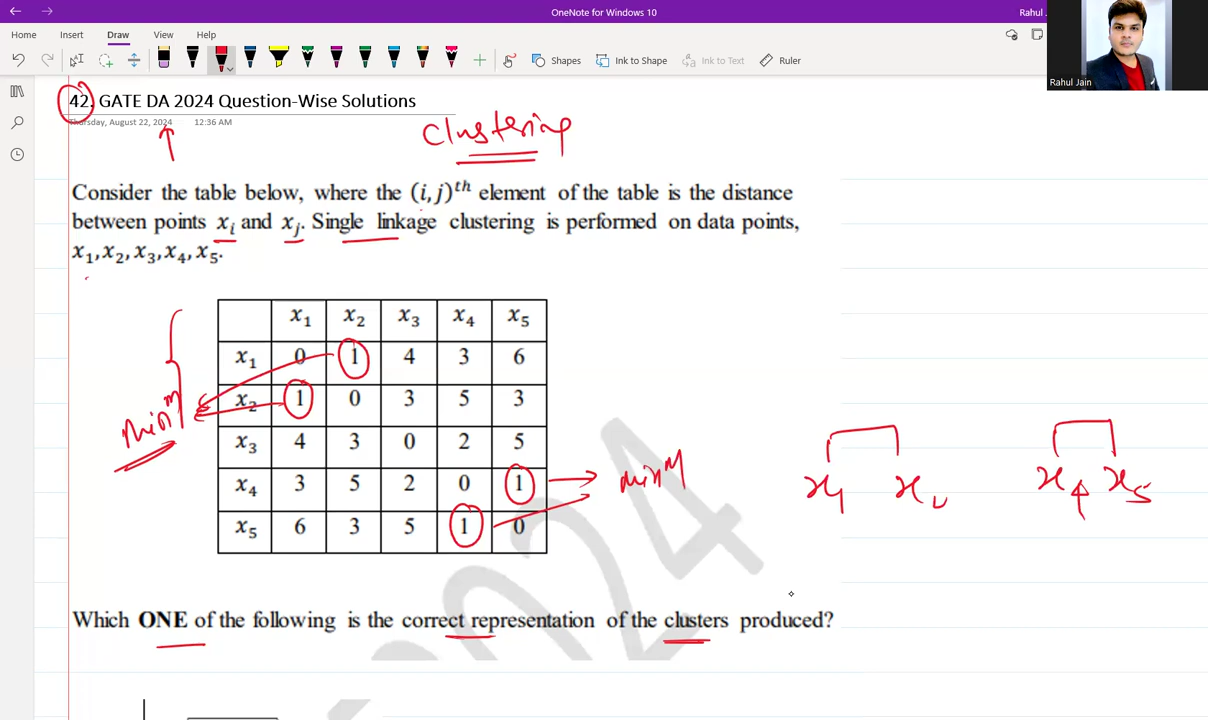 OneNote for Windows 10
Rahul J
Home Insert Draw View Help
Shapes Ink to Shape Ink to Text Ruler
Rahul Jain
42. GATE DA 2024 Question-Wise Solutions
Thursday, August 22, 2024 12:36 AM
Clustering
Consider the table below, where the (i,j)ᵗʰ element of the table is the distance
between points xᵢ and xⱼ. Single linkage clustering is performed on data points,
x₁,x₂,x₃,x₄,x₅.
x₁ x₂ x₃ x₄ x₅
x₁ 0 1 4 3 6
x₂ 1 0 3 5 3
x₃ 4 3 0 2 5
x₄ 3 5 2 0 1
x₅ 6 3 5 1 0
minᵐ
minᵐ
x₁ x₂ x₄ x₅
Which ONE of the following is the correct representation of the clusters produced?
2024